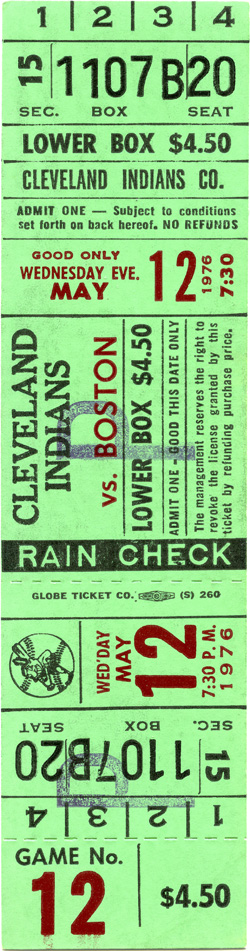 1 2 3 4
15 1107B 20
SEC. BOX SEAT
LOWER BOX $4.50
CLEVELAND INDIANS CO.
ADMIT ONE — Subject to conditions
set forth on back hereof. NO REFUNDS
GOOD ONLY
WEDNESDAY EVE.
MAY 12 1976 7:30
CLEVELAND
INDIANS
vs. BOSTON
LOWER BOX $4.50
ADMIT ONE - GOOD THIS DATE ONLY
The management reserves the right to
revoke the license granted by this
ticket by refunding purchase price.
RAIN CHECK
GLOBE TICKET CO. (S) 260
WED'DAY
MAY
12
7:30 P.M.
1976
SEC. BOX SEAT
15 1107B 20
1 2 3 4
GAME No.
12
$4.50